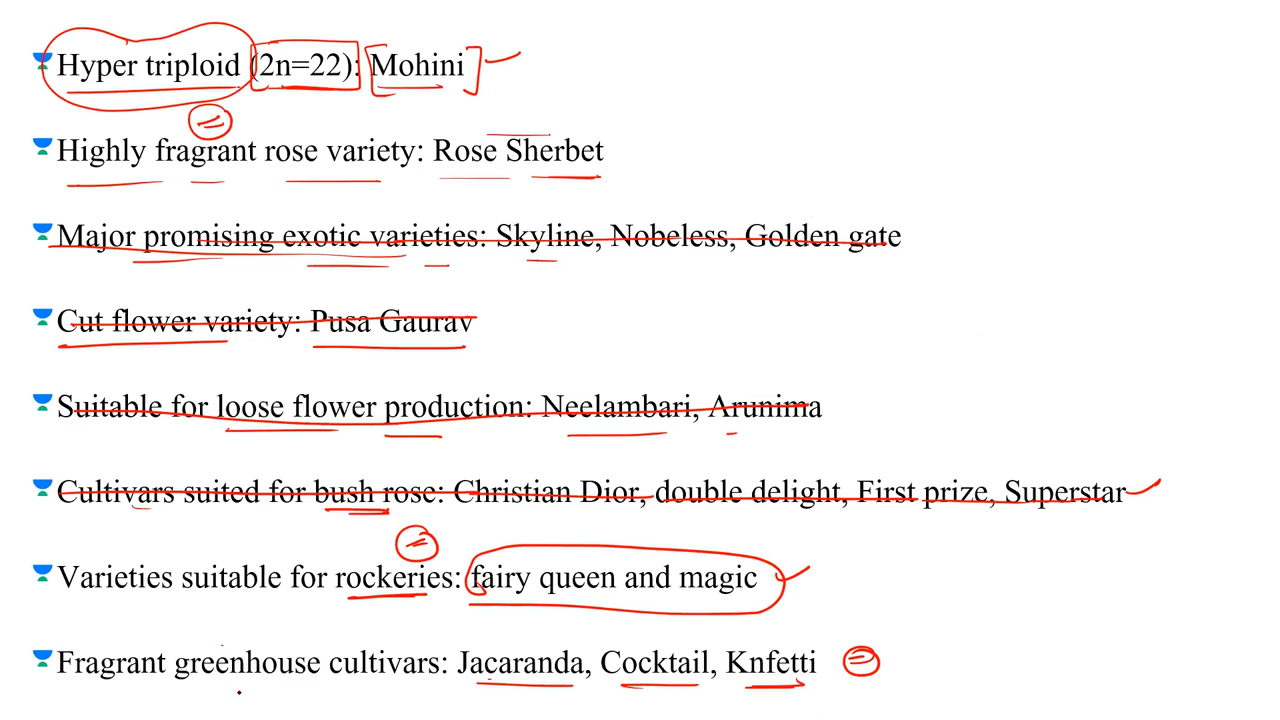 Hyper triploid (2n=22): Mohini
Highly fragrant rose variety: Rose Sherbet
Major promising exotic varieties: Skyline, Nobeless, Golden gate
Cut flower variety: Pusa Gaurav
Suitable for loose flower production: Neelambari, Arunima
Cultivars suited for bush rose: Christian Dior, double delight, First prize, Superstar
Varieties suitable for rockeries: fairy queen and magic
Fragrant greenhouse cultivars: Jacaranda, Cocktail, Knfetti